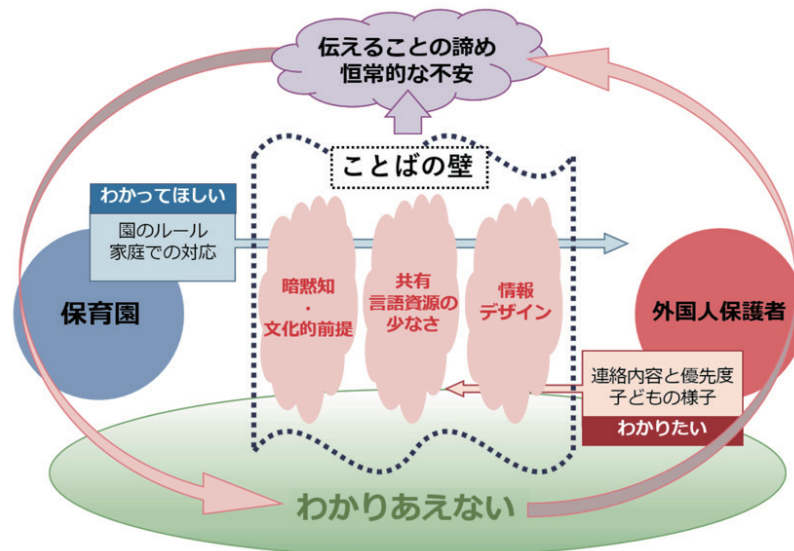 伝えることの諦め
恒常的な不安
ことばの壁
わかってほしい
園のルール
家庭での対応
保育園
暗黙知
・
文化的前提
共有
言語資源の
少なさ
情報
デザイン
外国人保護者
連絡内容と優先度
子どもの様子
わかりたい
わかりあえない